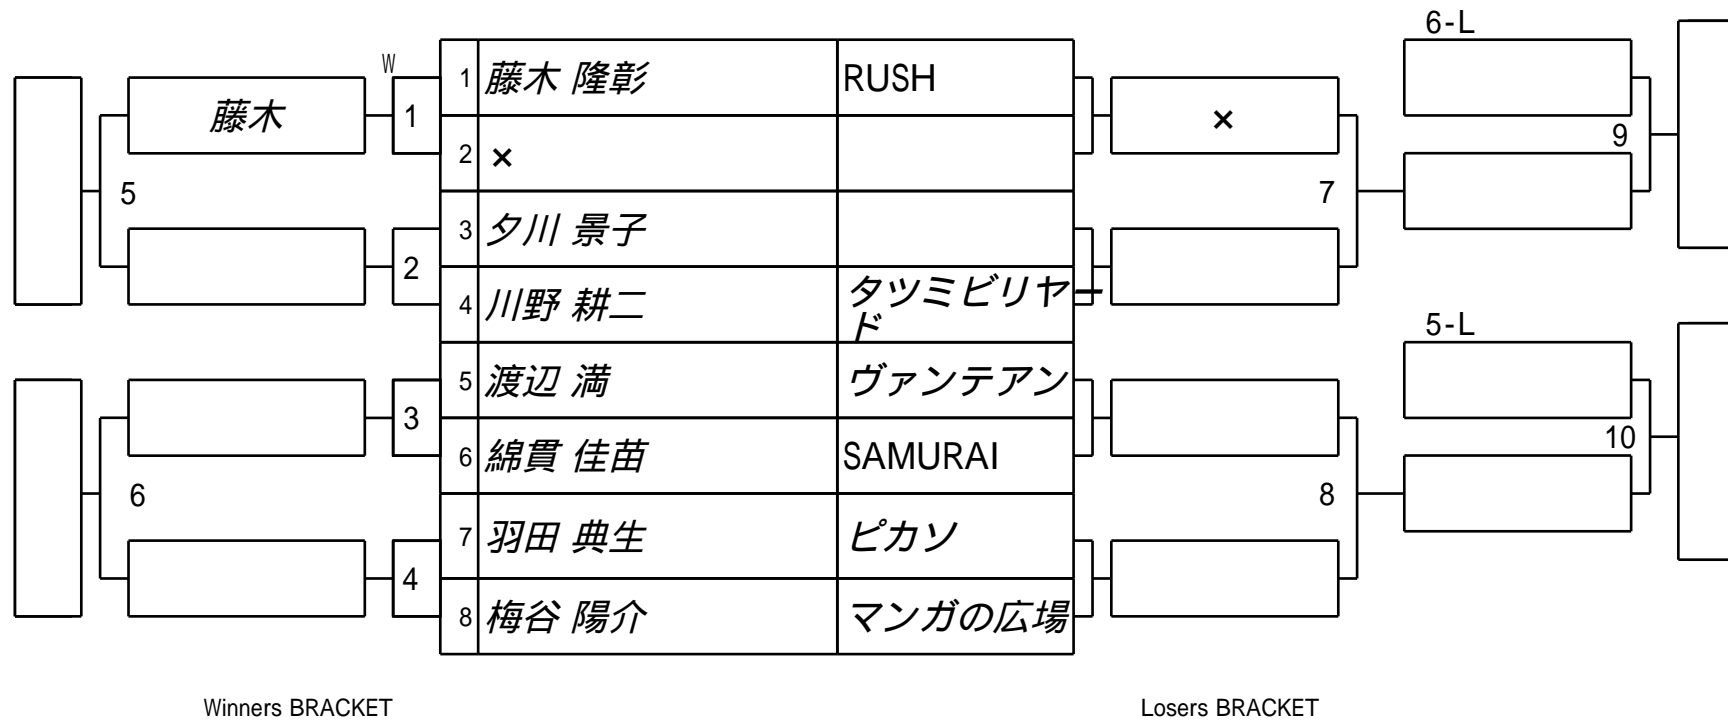 6-L
W
1 藤木 隆彰 RUSH
藤木 1 × 9
2 ×
5 7
3 夕川 景子
2
4 川野 耕二 タツミビリヤー
ド
5-L
5 渡辺 満 ヴァンテアン
3 10
6 綿貫 佳苗 SAMURAI
6 8
7 羽田 典生 ピカソ
4
8 梅谷 陽介 マンガの広場
Winners BRACKET Losers BRACKET